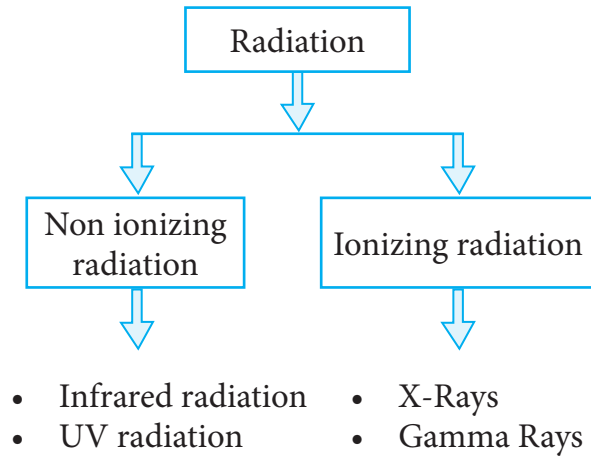 Radiation
Non ionizing
radiation
Ionizing radiation
• Infrared radiation
• UV radiation
• X-Rays
• Gamma Rays